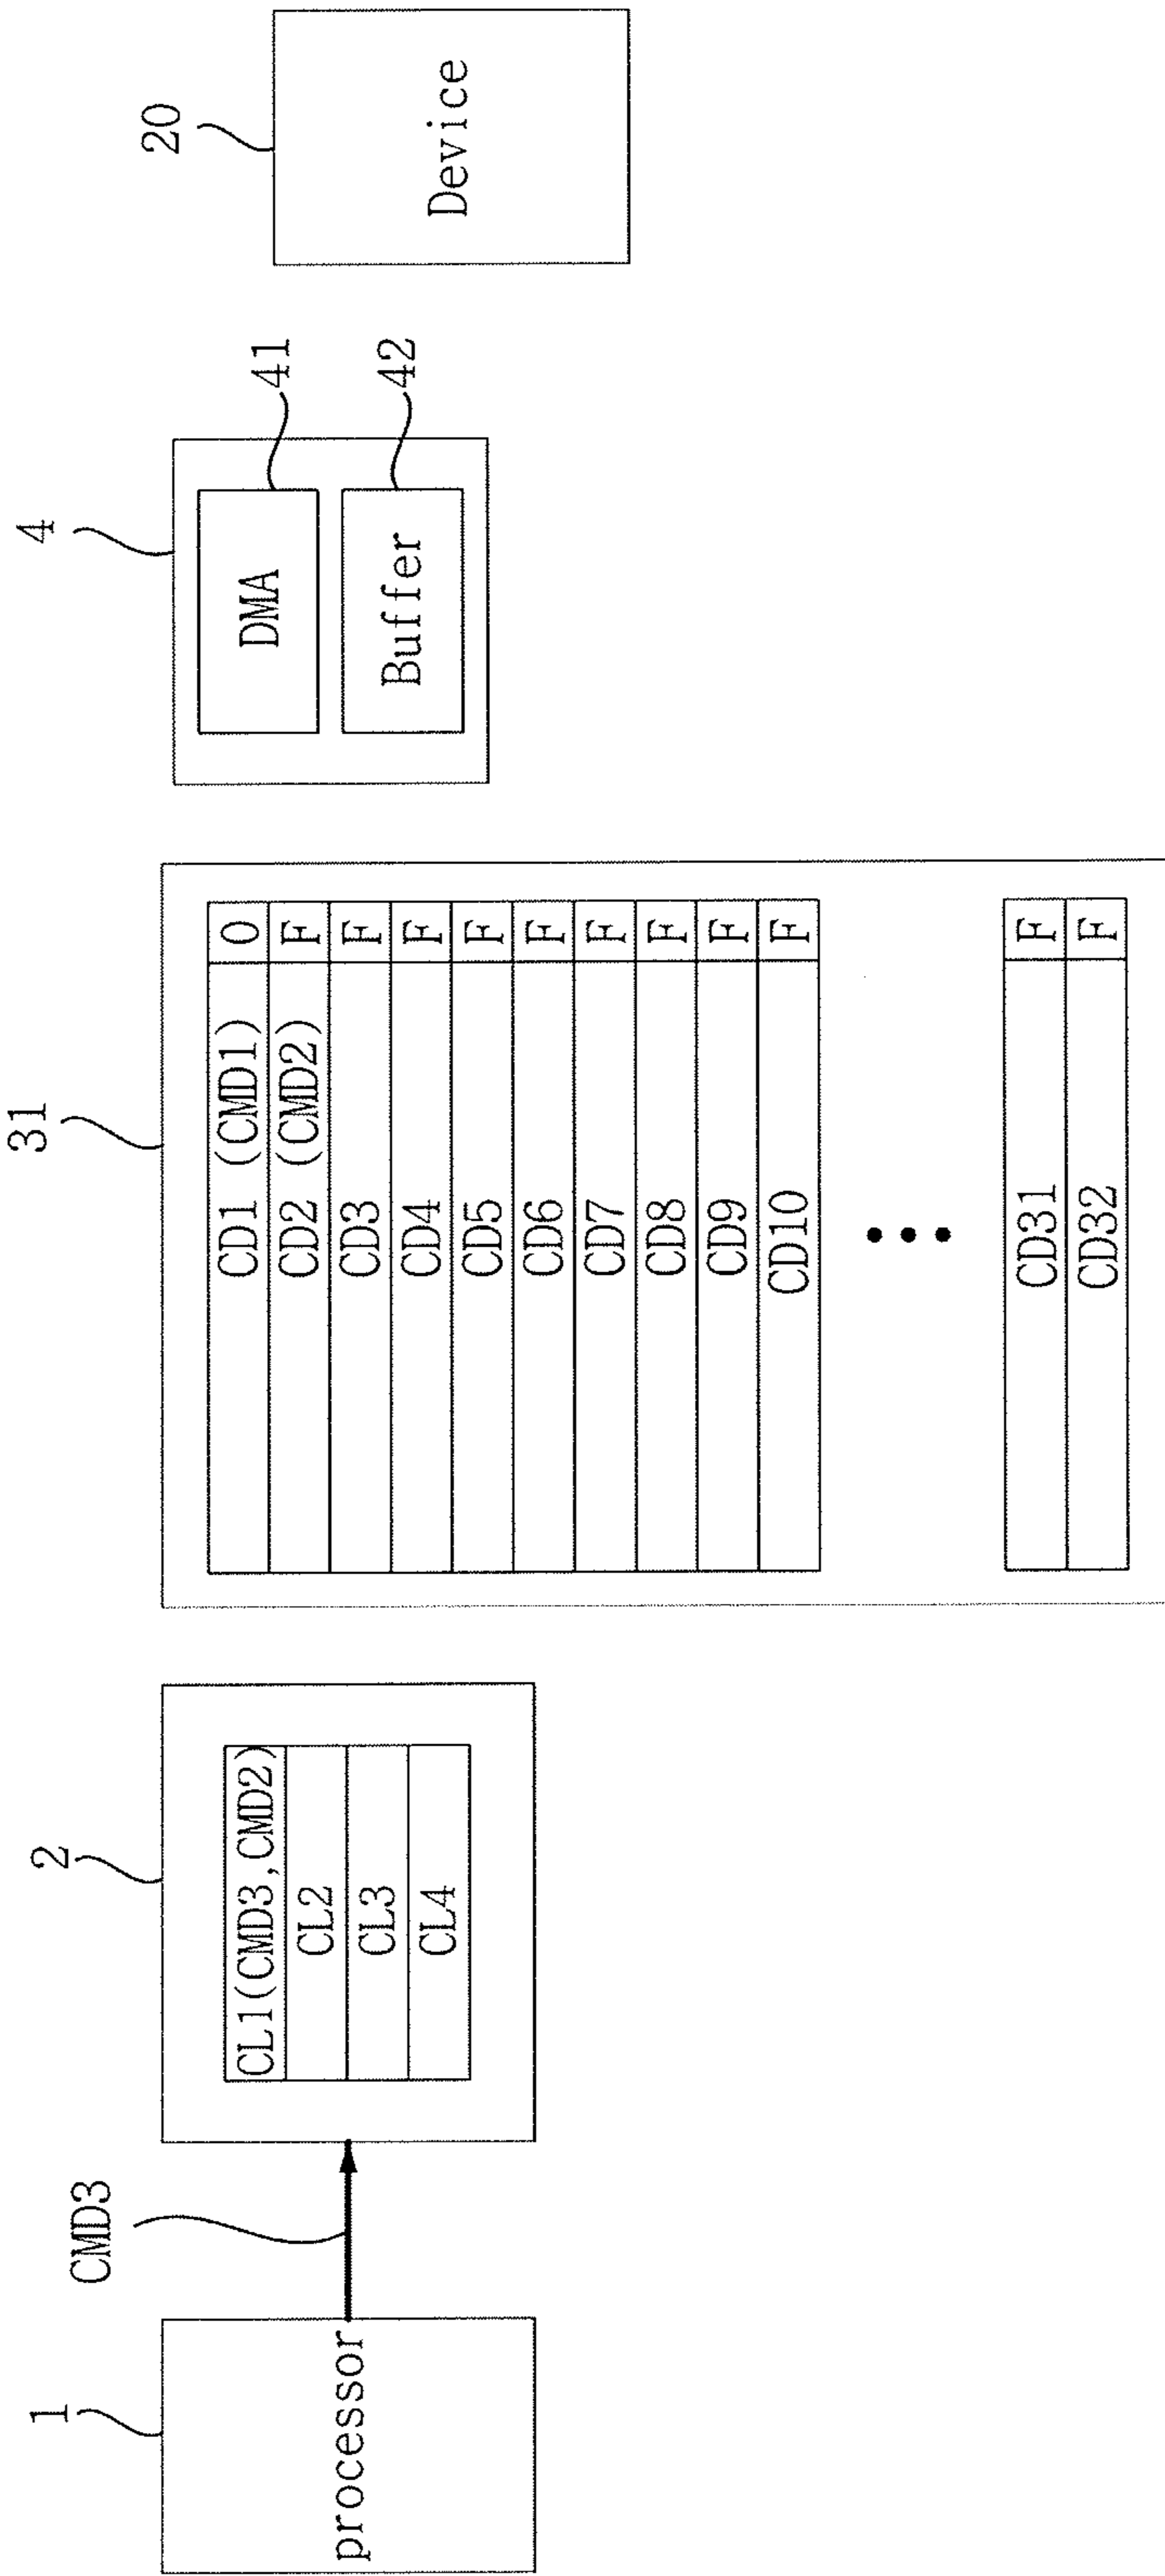 1
processor
CMD3
2
CL1(CMD3,CMD2)
CL2
CL3
CL4
31
CD1 (CMD1) O
CD2 (CMD2) F
CD3 F
CD4 F
CD5 F
CD6 F
CD7 F
CD8 F
CD9 F
CD10 F
CD31 F
CD32 F
4
DMA
41
Buffer
42
20
Device